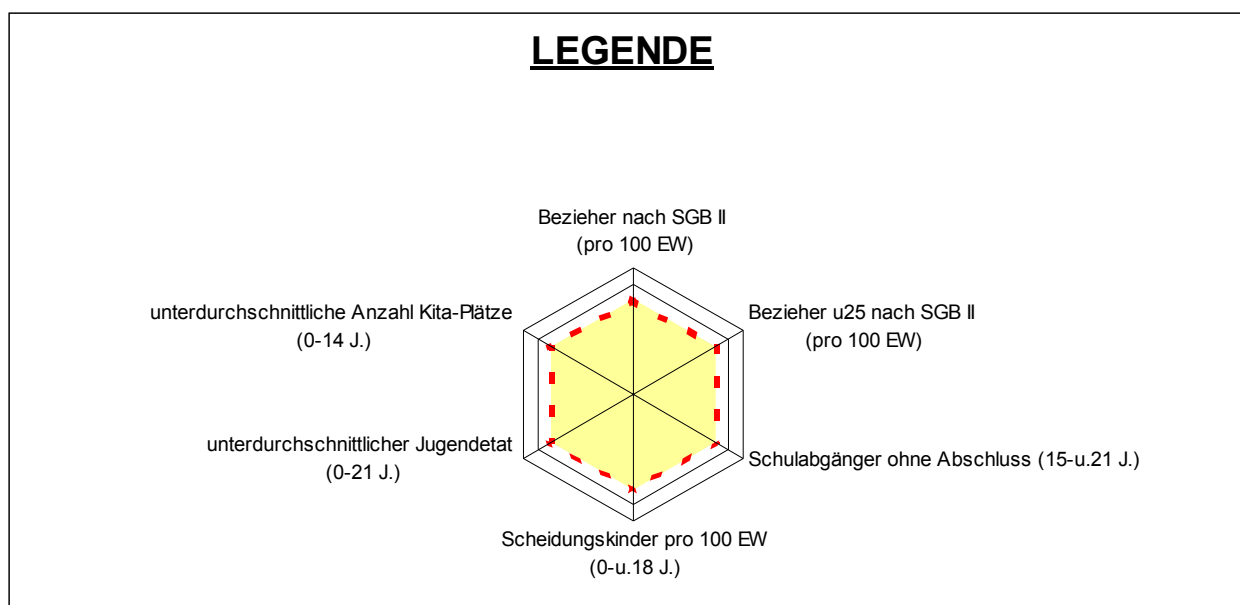 LEGENDE
Bezieher nach SGB II
(pro 100 EW)
unterdurchschnittliche Anzahl Kita-Plätze
(0-14 J.)
Bezieher u25 nach SGB II
(pro 100 EW)
unterdurchschnittlicher Jugendetat
(0-21 J.)
Schulabgänger ohne Abschluss (15-u.21 J.)
Scheidungskinder pro 100 EW
(0-u.18 J.)